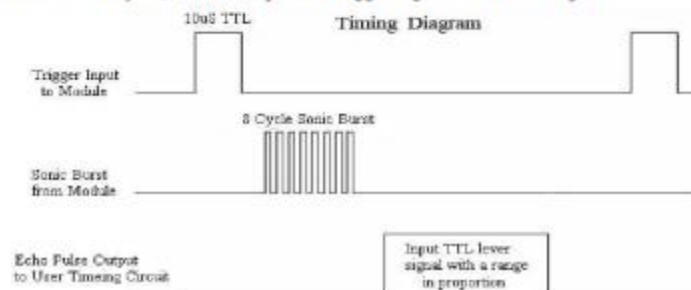 10uS TTL
Timing Diagram
Trigger Input
to Module
8 Cycle Sonic Burst
Sonic Burst
from Module
Echo Pulse Output
to User Timeing Circuit
Input TTL lever
signal with a range
in proportion